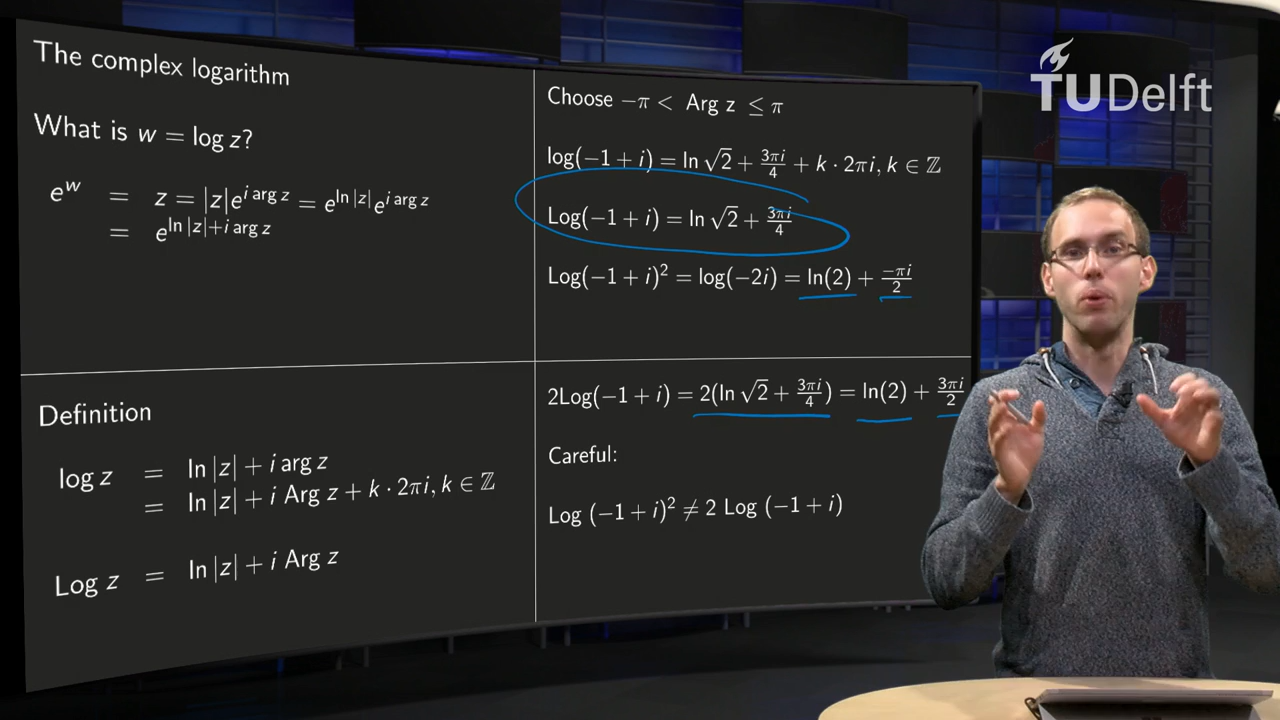 The complex logarithm
What is w = log z?
e^w = z = |z|e^{i arg z} = e^{ln|z|}e^{i arg z}
= e^{ln|z|+i arg z}
Definition
log z = ln|z| + i arg z
= ln|z| + i Arg z + k · 2πi, k ∈ ℤ
Log z = ln|z| + i Arg z
Choose −π < Arg z ≤ π
log(−1 + i) = ln √2 + 3πi/4 + k · 2πi, k ∈ ℤ
Log(−1 + i) = ln √2 + 3πi/4
Log(−1 + i)² = log(−2i) = ln(2) + −πi/2
2Log(−1 + i) = 2(ln √2 + 3πi/4) = ln(2) + 3πi/2
Careful:
Log (−1 + i)² ≠ 2 Log (−1 + i)
TUDelft